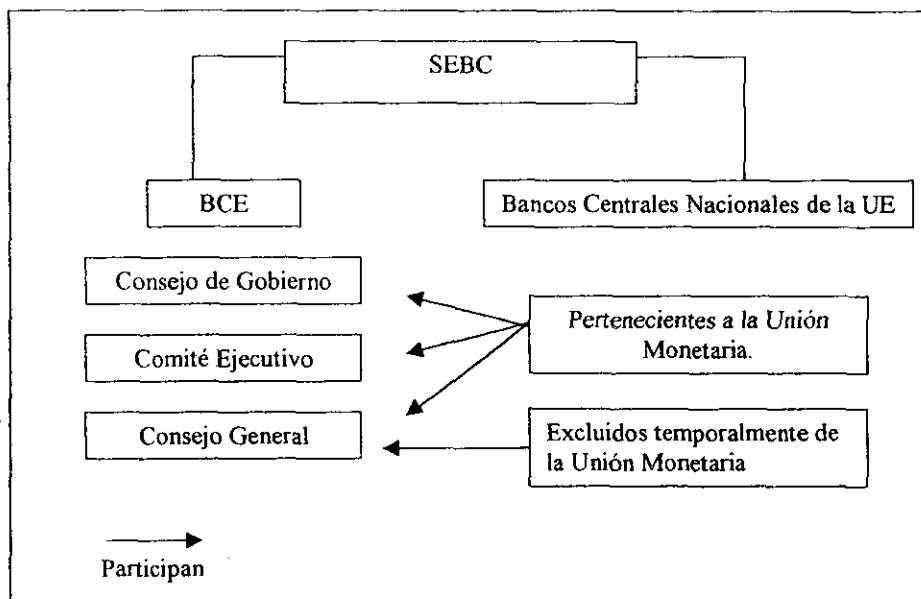 SEBC
BCE
Bancos Centrales Nacionales de la UE
Consejo de Gobierno
Comité Ejecutivo
Consejo General
Pertenecientes a la Unión
Monetaria.
Excluidos temporalmente de
la Unión Monetaria
Participan